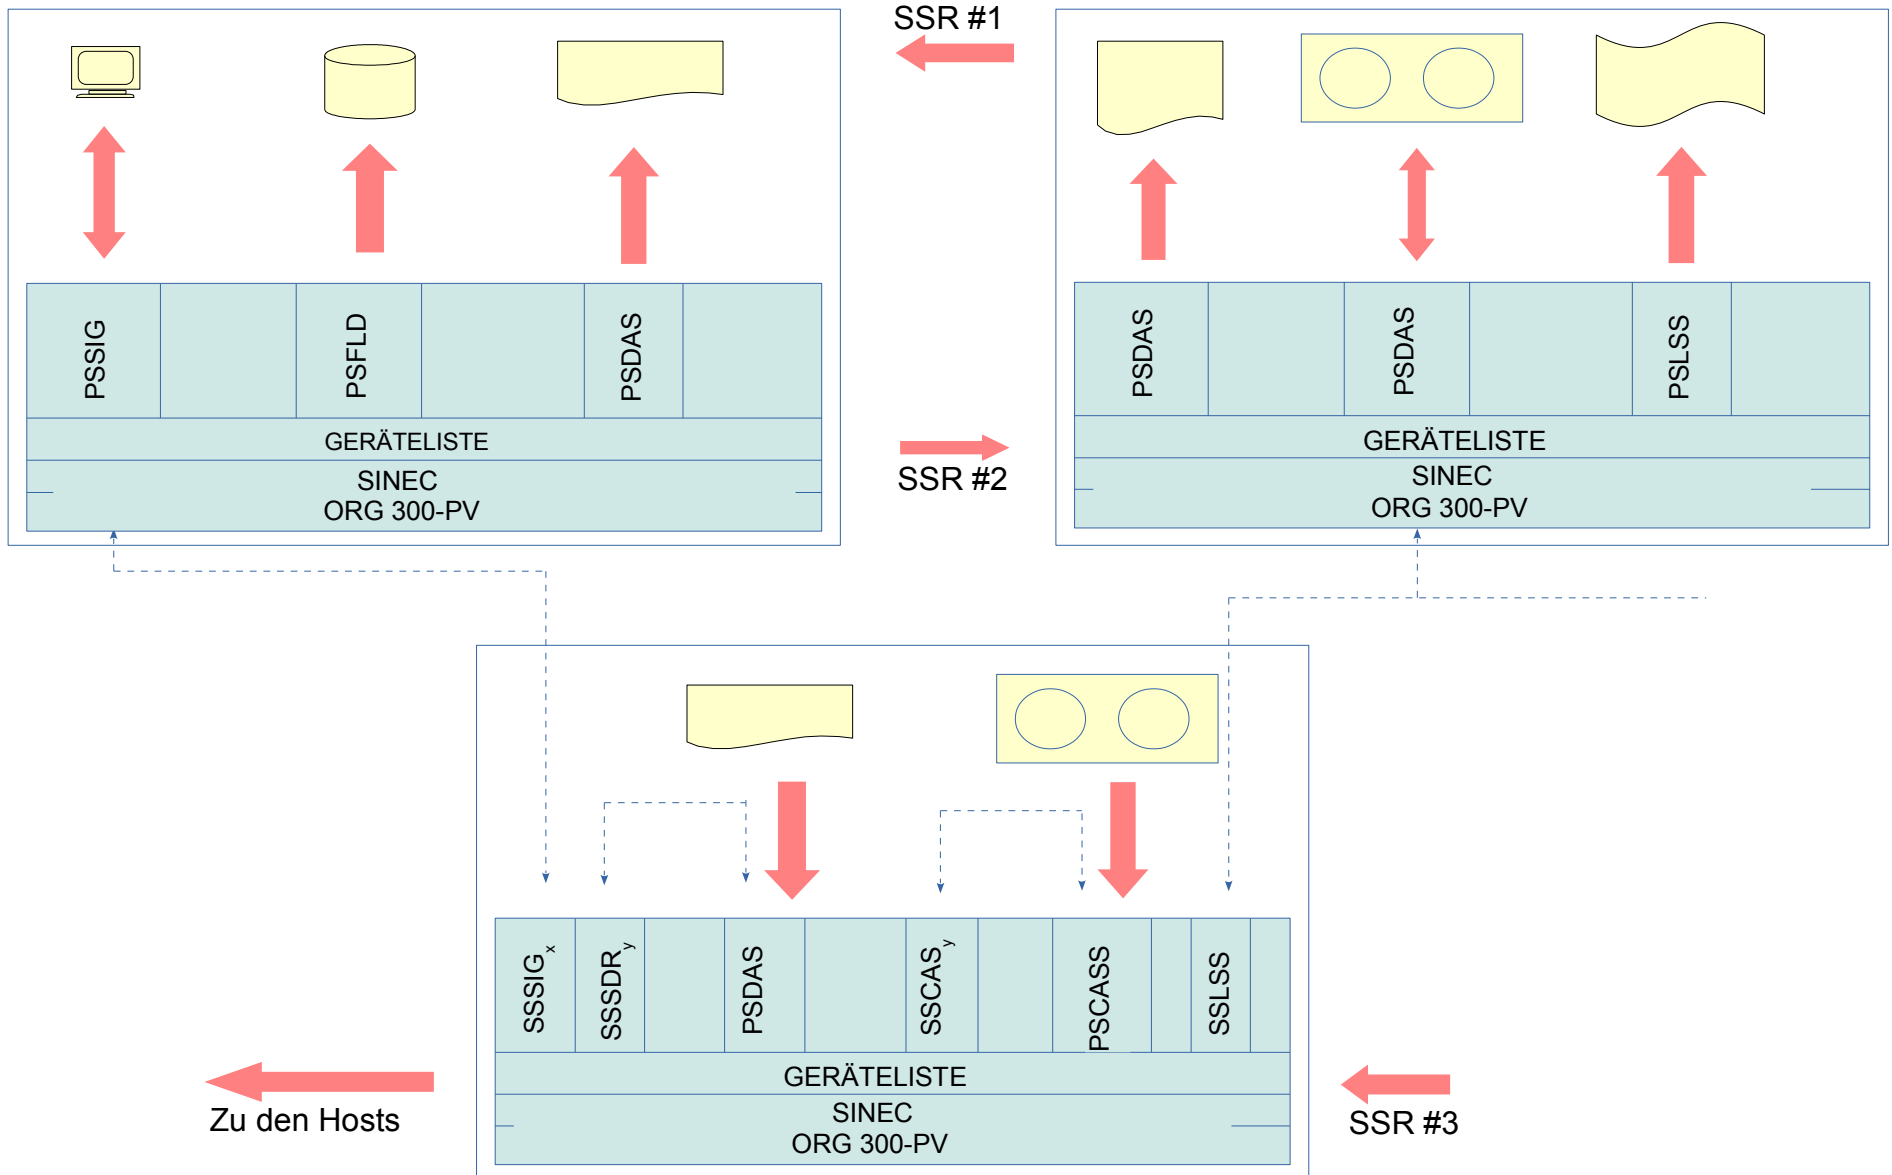 SSR #1
PSSIG
PSFLD
PSDAS
GERÄTELISTE
SINEC
ORG 300-PV
SSR #2
PSDAS
PSDAS
PSLSS
GERÄTELISTE
SINEC
ORG 300-PV
SSSIGx
SSSDRy
PSDAS
SSCASy
PSCASS
SSLSS
GERÄTELISTE
SINEC
ORG 300-PV
Zu den Hosts
SSR #3